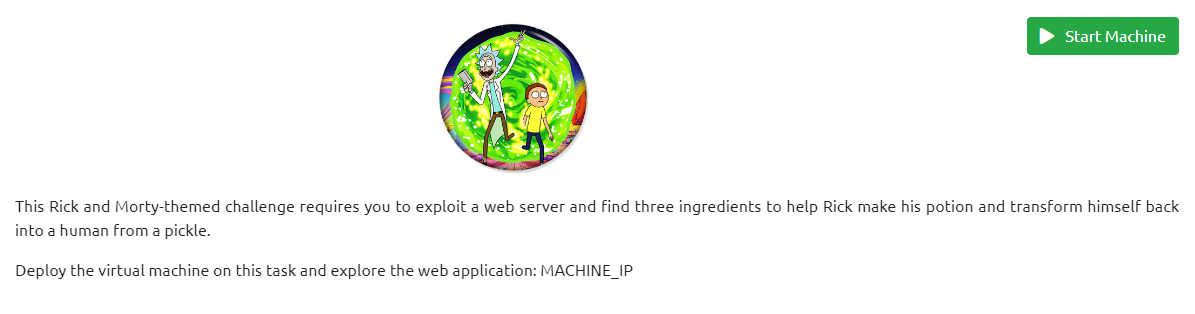 Start Machine
This Rick and Morty-themed challenge requires you to exploit a web server and find three ingredients to help Rick make his potion and transform himself back
into a human from a pickle.
Deploy the virtual machine on this task and explore the web application: MACHINE_IP